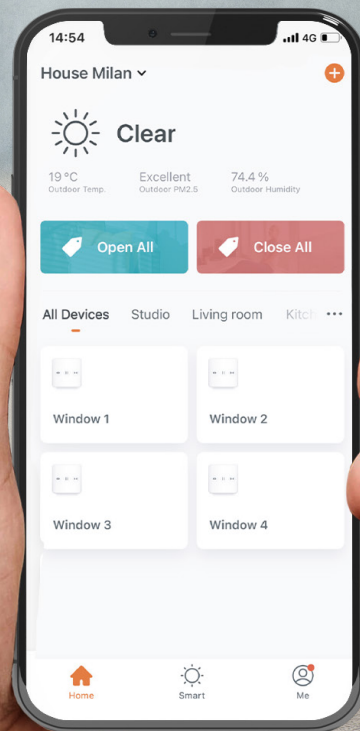 14:54
4G
House Milan
Clear
19 °C Excellent 74.4 %
Outdoor Temp. Outdoor PM2.5 Outdoor Humidity
Open All Close All
All Devices Studio Living room Kitch
Window 1 Window 2
Window 3 Window 4
Home Smart Me